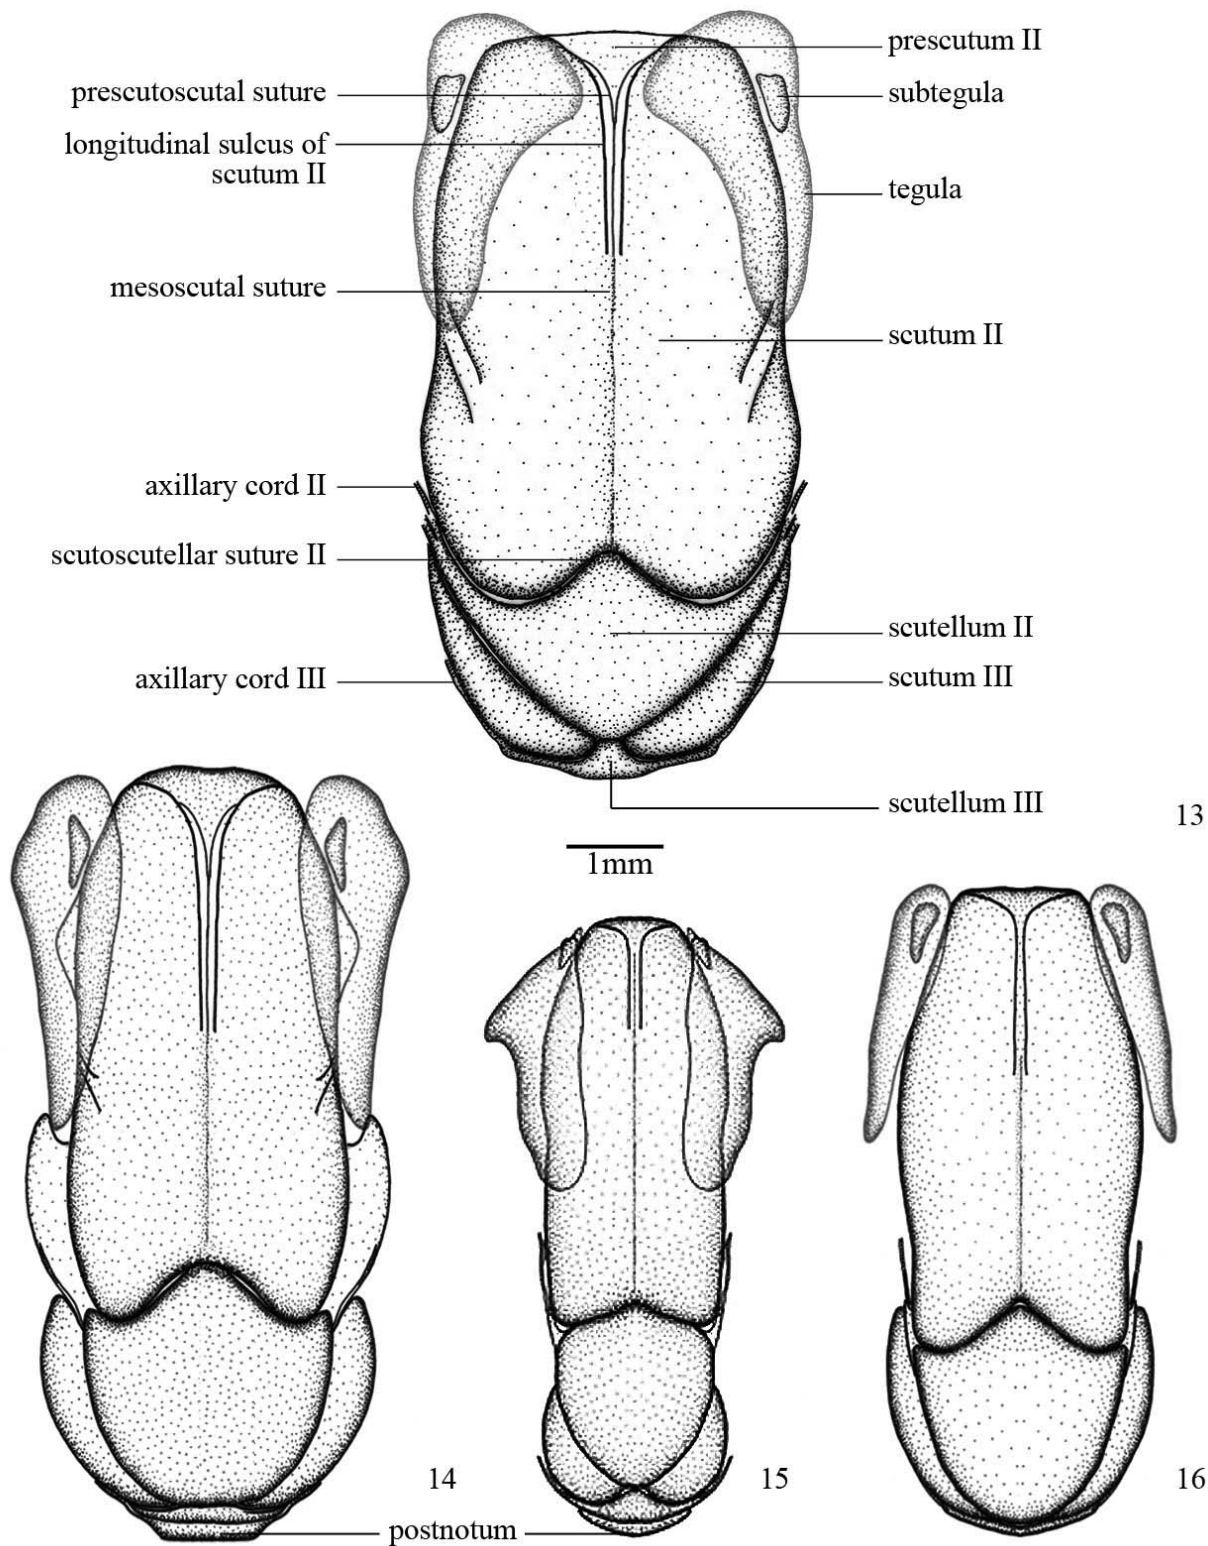 prescutum II
prescutoscutal suture
subtegula
longitudinal sulcus of
scutum II
tegula
mesoscutal suture
scutum II
axillary cord II
scutoscutellar suture II
scutellum II
axillary cord III
scutum III
scutellum III
13
1mm
14
15
16
postnotum